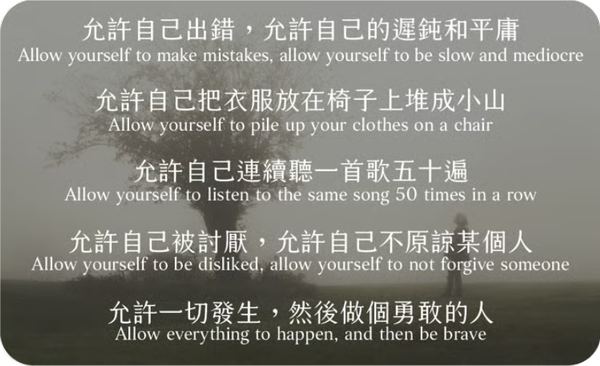 允許自己出錯，允許自己的遲鈍和平庸
Allow yourself to make mistakes, allow yourself to be slow and mediocre
允許自己把衣服放在椅子上堆成小山
Allow yourself to pile up your clothes on a chair
允許自己連續聽一首歌五十遍
Allow yourself to listen to the same song 50 times in a row
允許自己被討厭，允許自己不原諒某個人
Allow yourself to be disliked, allow yourself to not forgive someone
允許一切發生，然後做個勇敢的人
Allow everything to happen, and then be brave